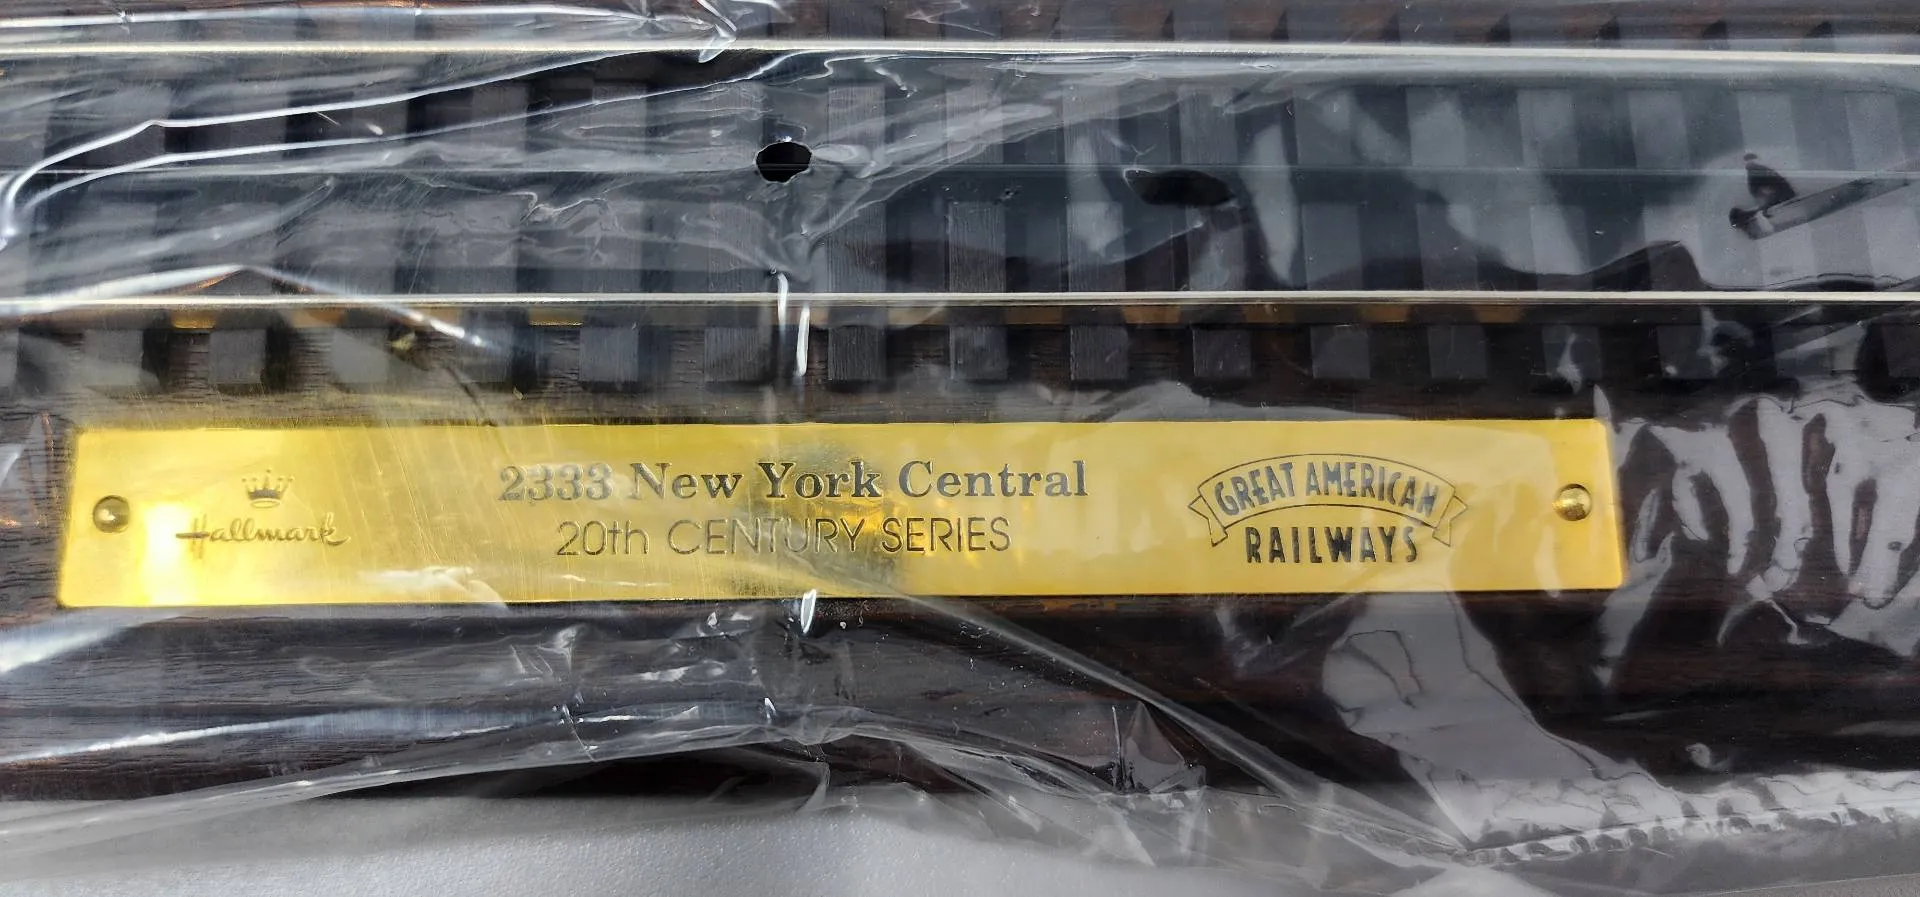 Hallmark
2333 New York Central
20th CENTURY SERIES
GREAT AMERICAN
RAILWAYS